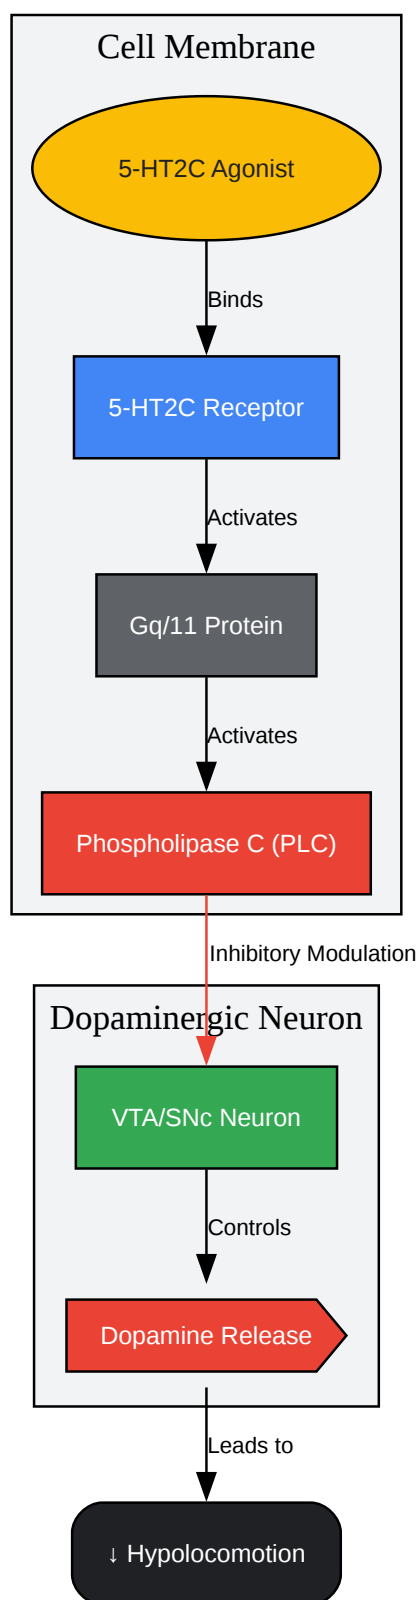 Cell Membrane
5-HT2C Agonist
Binds
5-HT2C Receptor
Activates
Gq/11 Protein
Activates
Phospholipase C (PLC)
Inhibitory Modulation
Dopaminergic Neuron
VTA/SNc Neuron
Controls
Dopamine Release
Leads to
↓ Hypolocomotion